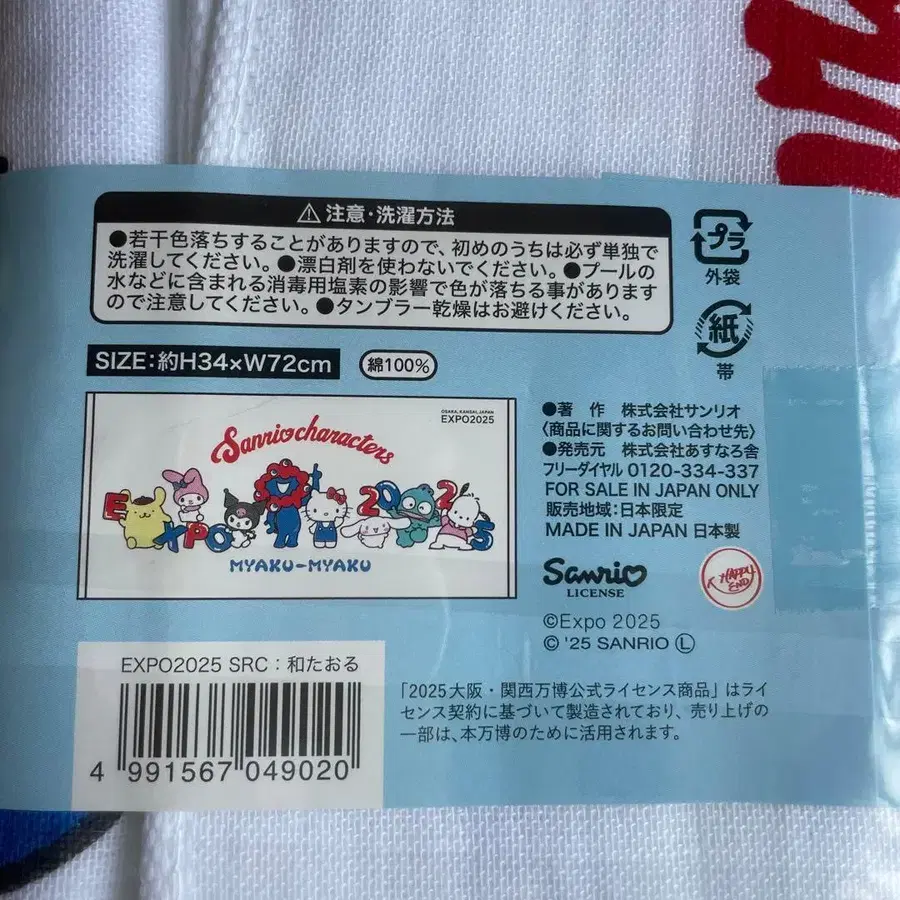 ⚠注意・洗濯方法
●若干色落ちすることがありますので、初めのうちは必ず単独で
洗濯してください。●漂白剤を使わないでください。●プールの
水などに含まれる消毒用塩素の影響で色が落ちる事があります
ので注意してください。●タンブラー乾燥はお避けください。
プラ
外袋
紙
帯
SIZE:約H34×W72cm
綿100%
OSAKA, KANSAI, JAPAN
EXPO2025
Sanrio characters
EXPO
2025
MYAKU-MYAKU
●著 作 株式会社サンリオ
〈商品に関するお問い合わせ先〉
●発売元 株式会社あすなろ舎
フリーダイヤル 0120-334-337
FOR SALE IN JAPAN ONLY
販売地域:日本限定
MADE IN JAPAN 日本製
Sanrio
LICENSE
HAPPY
END
©Expo 2025
© '25 SANRIO Ⓛ
EXPO2025 SRC：和たおる
4 991567 049020
「2025大阪・関西万博公式ライセンス商品」はライ
センス契約に基づいて製造されており、売り上げの
一部は、本万博のために活用されます。